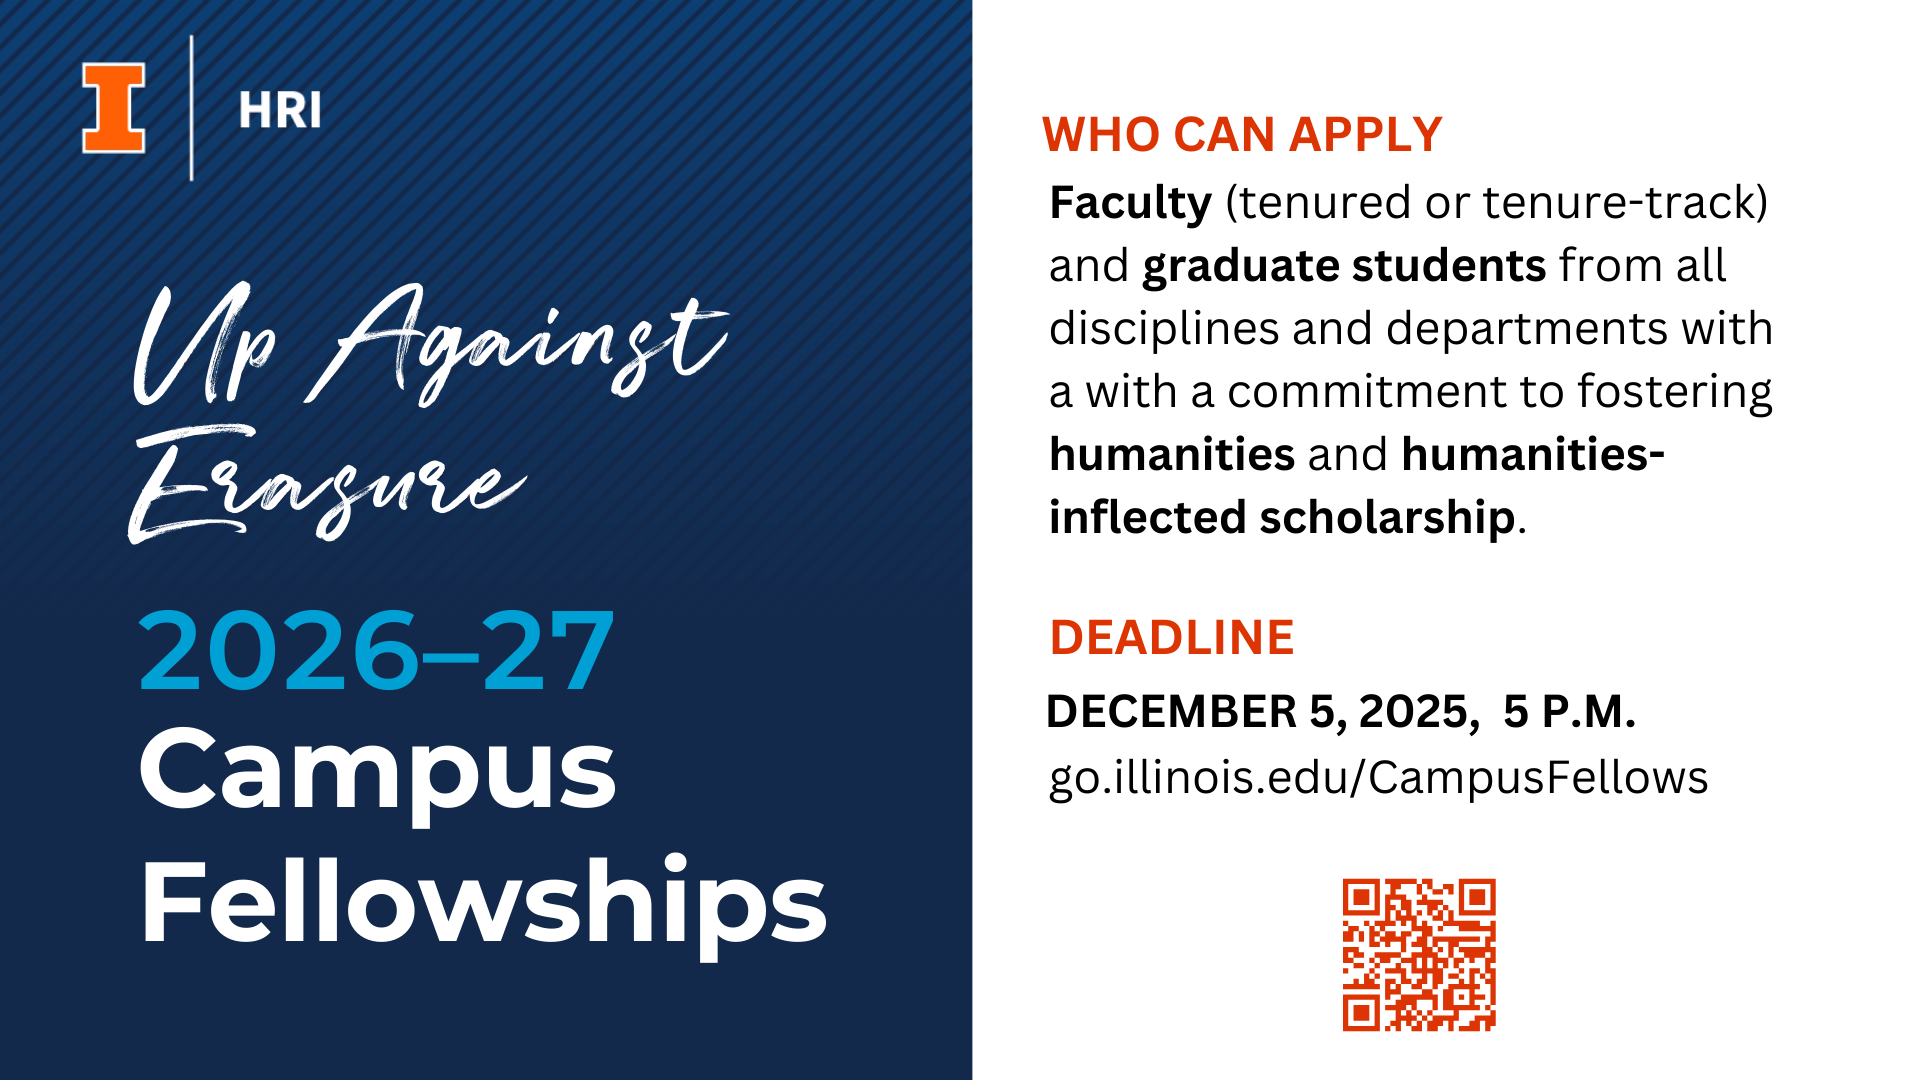 I
HRI
Up Against
Erasure
2026–27
Campus
Fellowships
WHO CAN APPLY
Faculty (tenured or tenure-track)
and graduate students from all
disciplines and departments with
a with a commitment to fostering
humanities and humanities-
inflected scholarship.
DEADLINE
DECEMBER 5, 2025,  5 P.M.
go.illinois.edu/CampusFellows